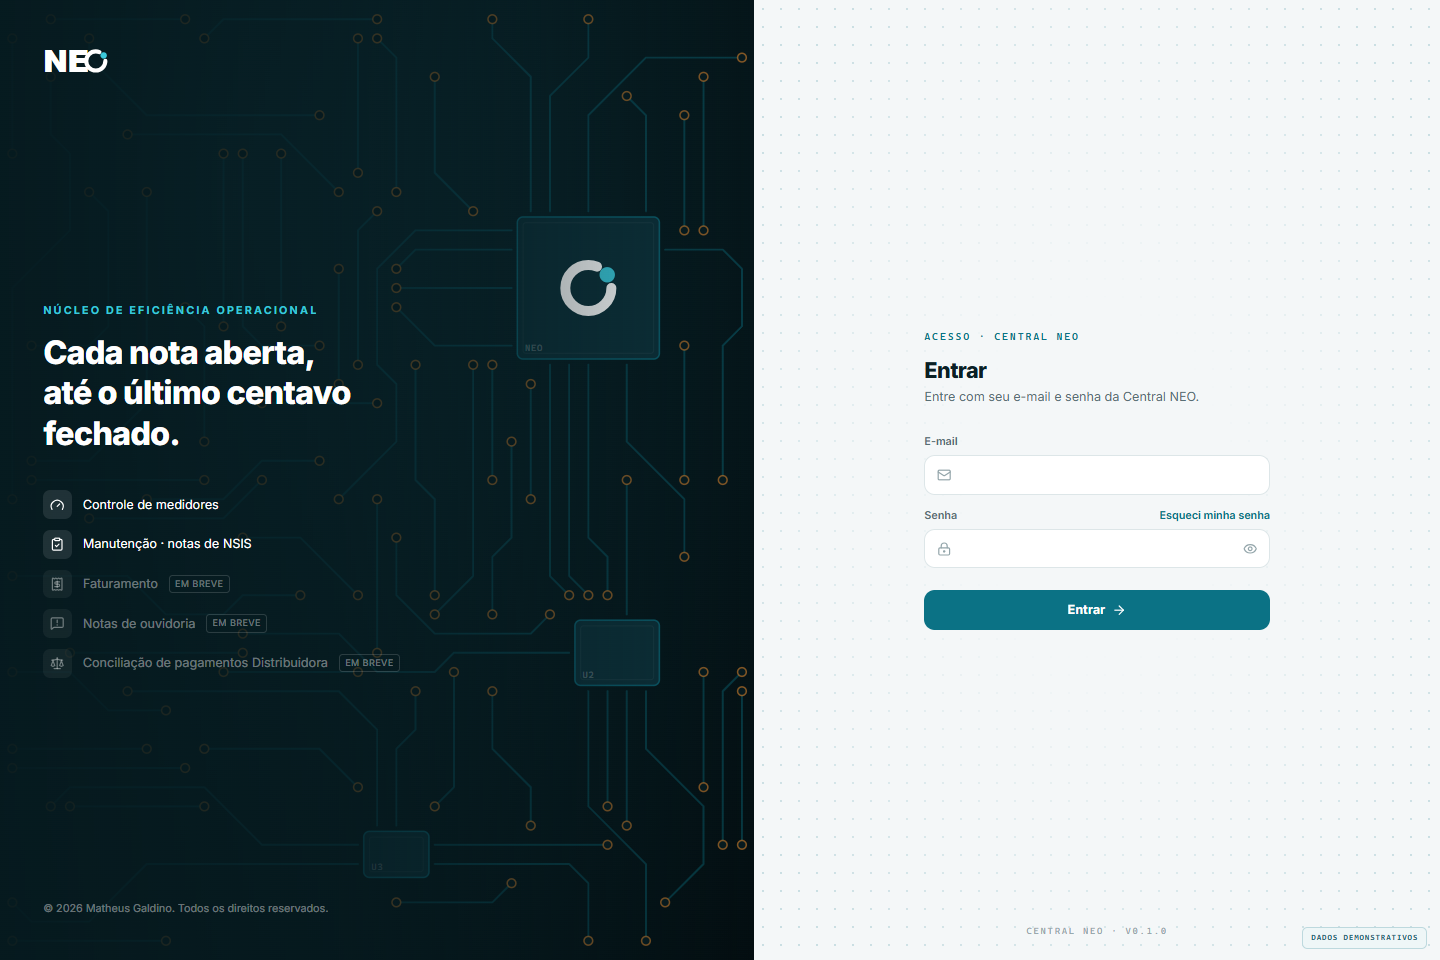 NEO
NÚCLEO DE EFICIÊNCIA OPERACIONAL
Cada nota aberta,
até o último centavo
fechado.
Controle de medidores
Manutenção · notas de NSIS
Faturamento EM BREVE
Notas de ouvidoria EM BREVE
Conciliação de pagamentos Distribuidora EM BREVE
© 2026 Matheus Galdino. Todos os direitos reservados.
NEO
U2
U3
ACESSO · CENTRAL NEO
Entrar
Entre com seu e-mail e senha da Central NEO.
E-mail
Senha Esqueci minha senha
Entrar
CENTRAL NEO · V0.1.0
DADOS DEMONSTRATIVOS